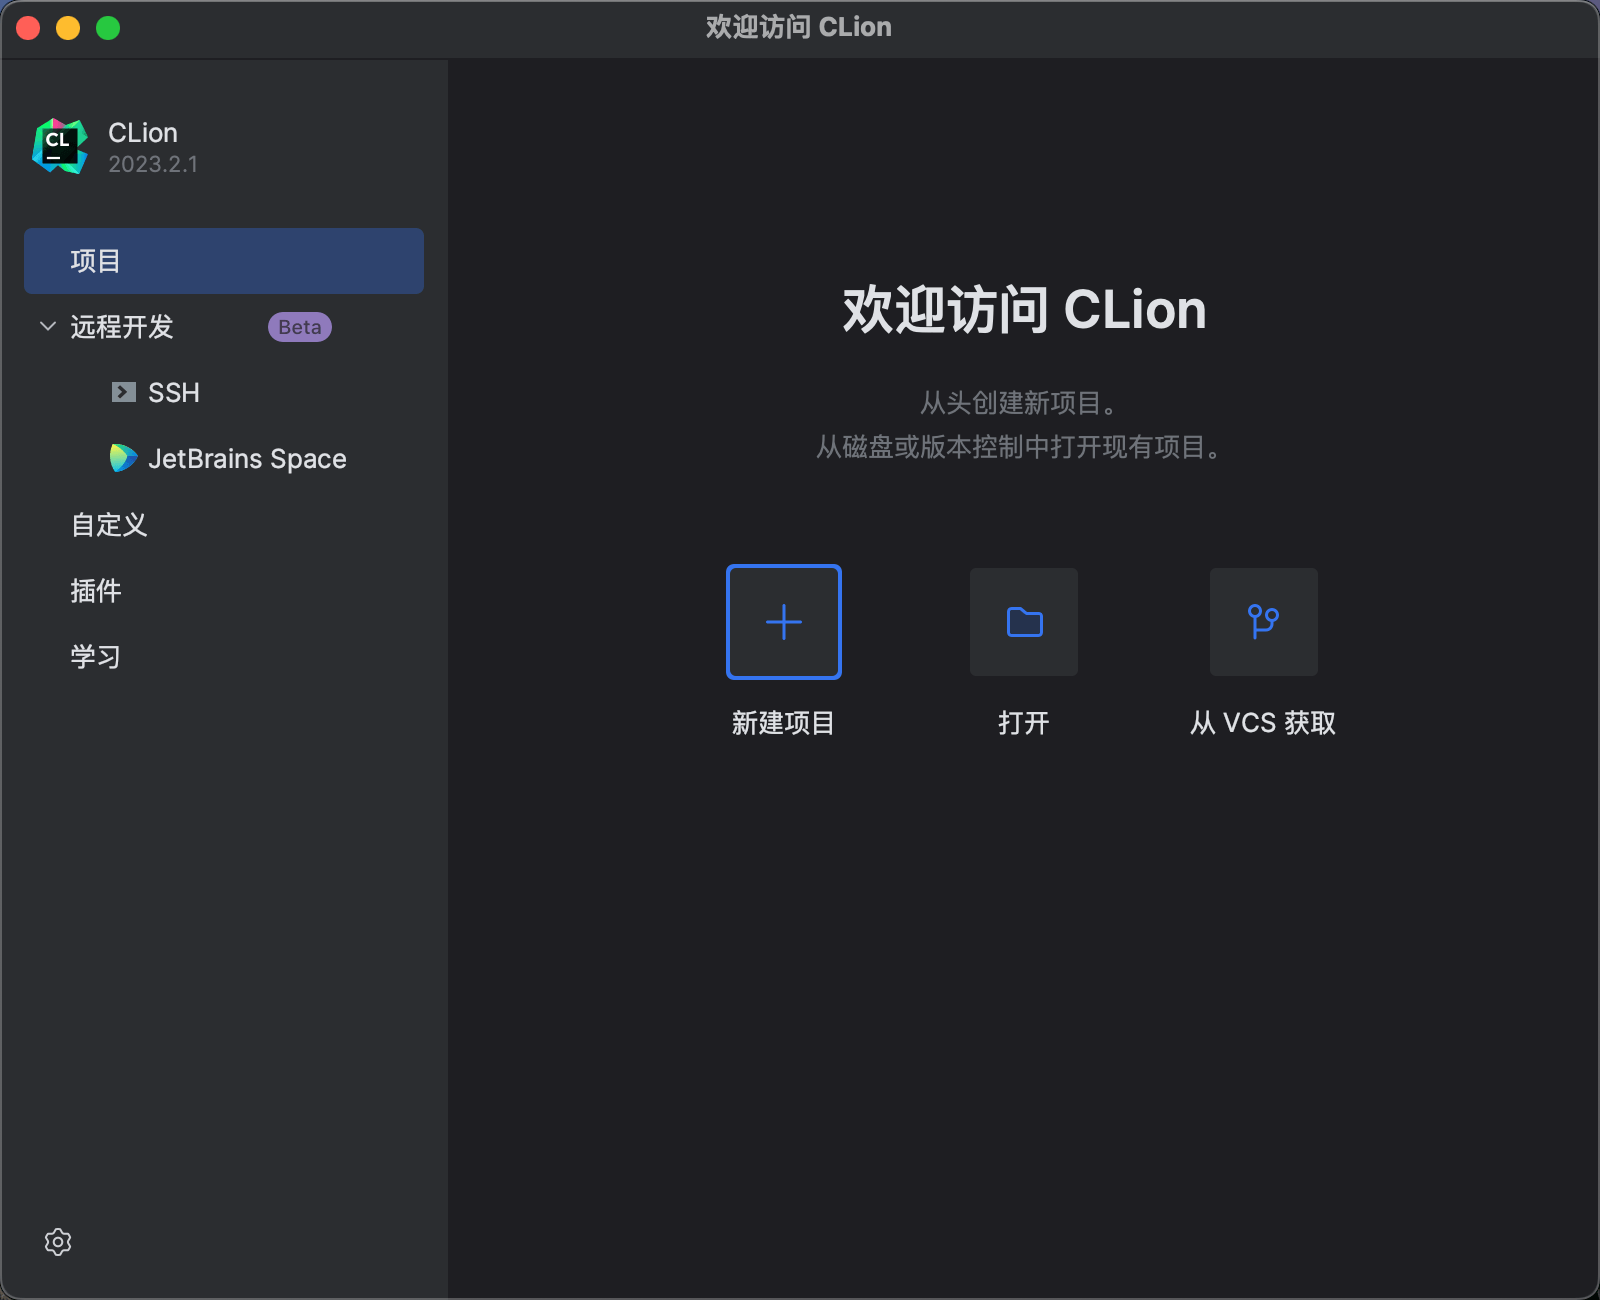 欢迎访问 CLion
CL
CLion
2023.2.1
项目
远程开发 Beta
SSH
JetBrains Space
自定义
插件
学习
欢迎访问 CLion
从头创建新项目。
从磁盘或版本控制中打开现有项目。
新建项目 打开 从 VCS 获取